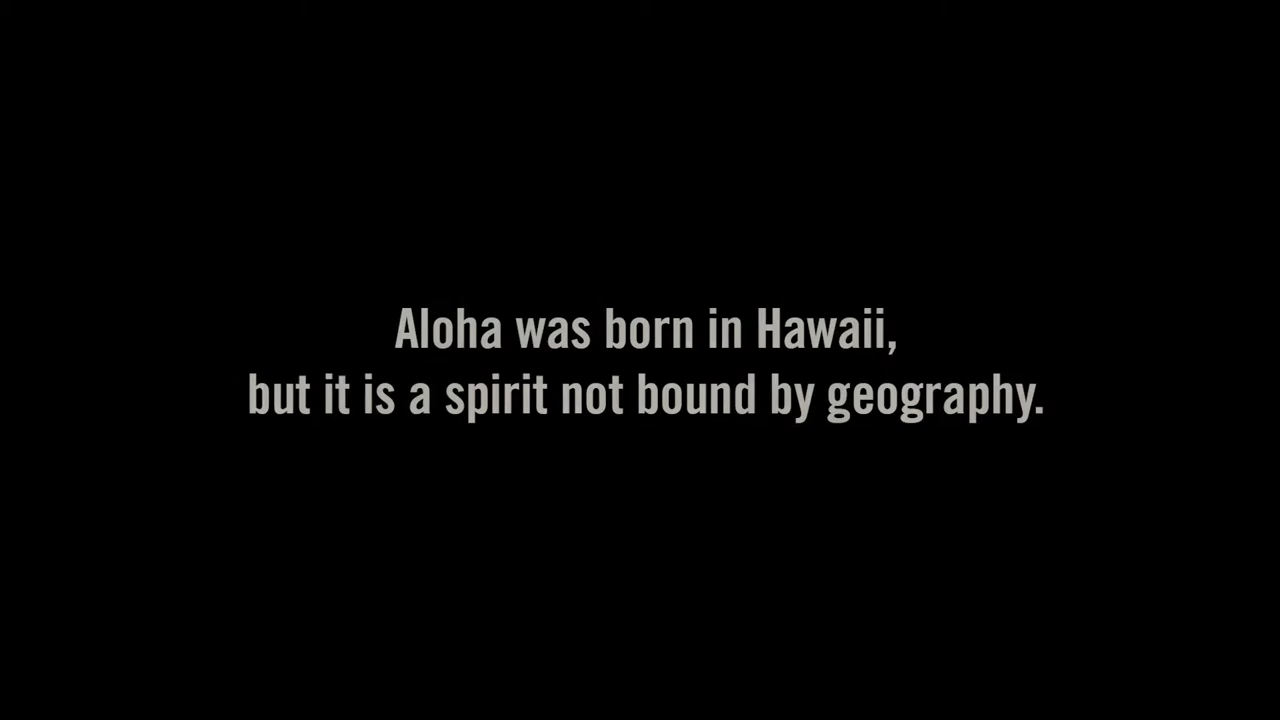 Aloha was born in Hawaii,
but it is a spirit not bound by geography.